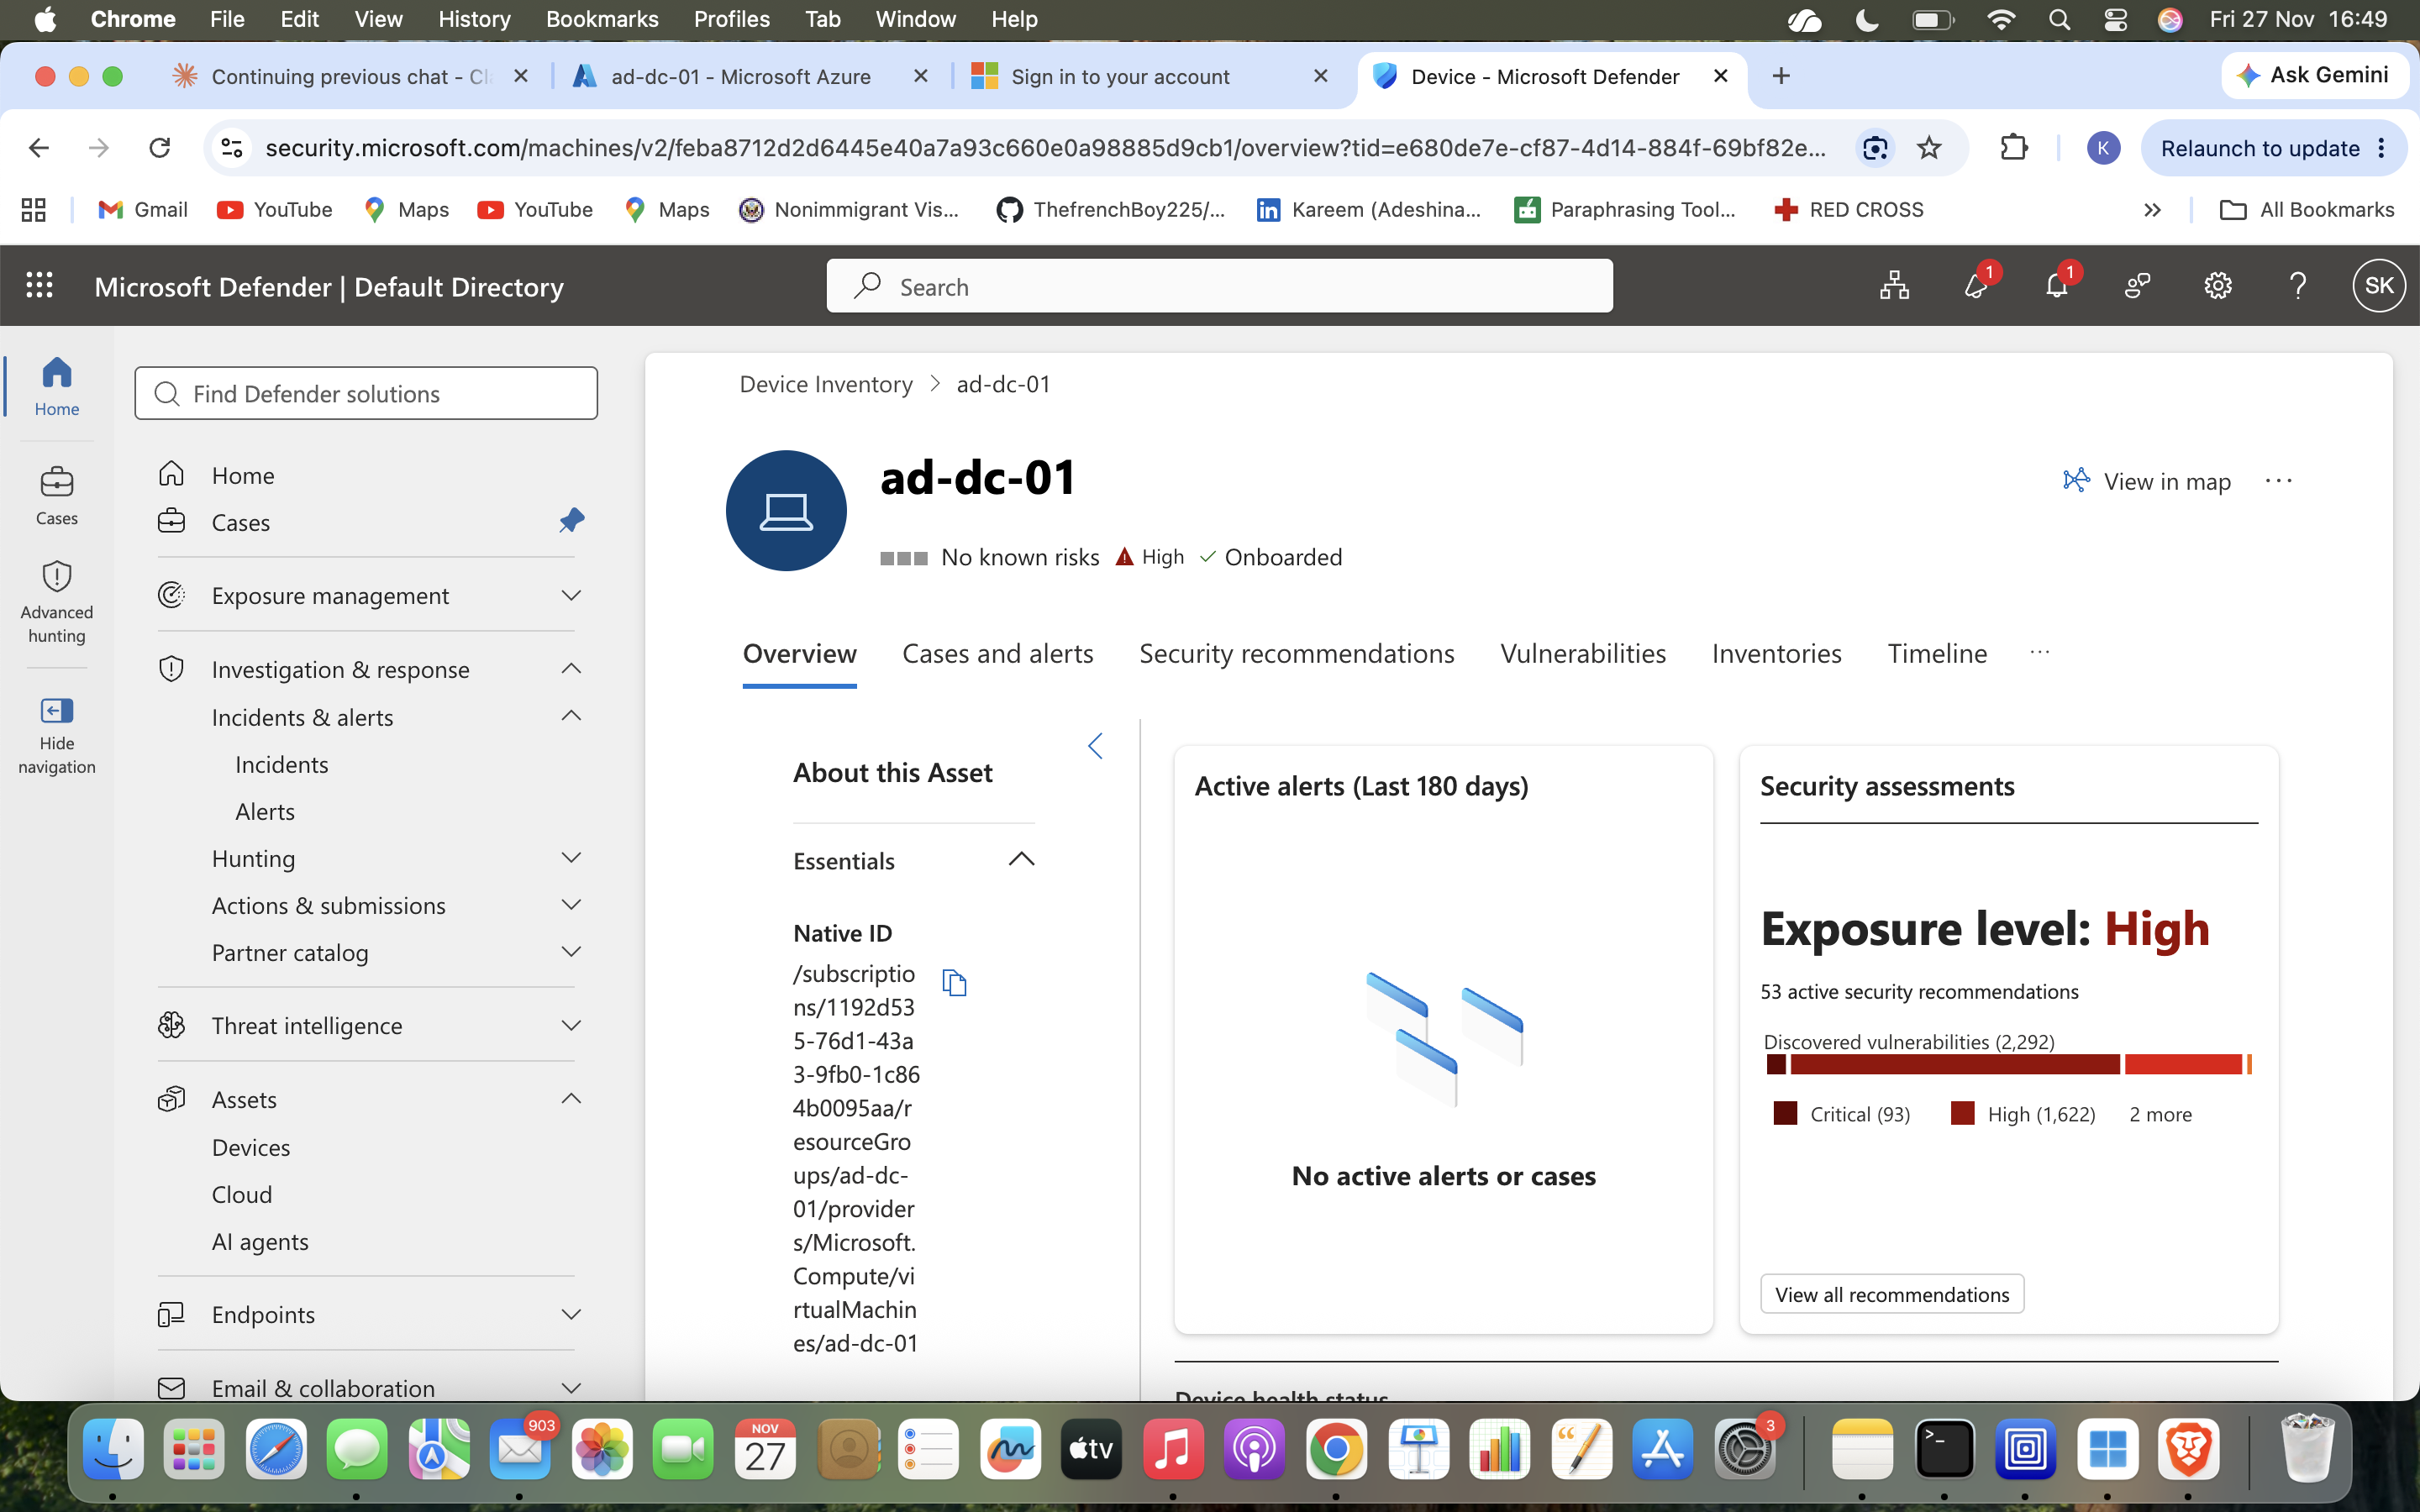 Chrome File Edit View History Bookmarks Profiles Tab Window Help Fri 27 Nov 16:49
Continuing previous chat - Cl
ad-dc-01 - Microsoft Azure
Sign in to your account
Device - Microsoft Defender
Ask Gemini
security.microsoft.com/machines/v2/feba8712d2d6445e40a7a93c660e0a98885d9cb1/overview?tid=e680de7e-cf87-4d14-884f-69bf82e...
K
Relaunch to update
Gmail YouTube Maps YouTube Maps Nonimmigrant Vis... ThefrenchBoy225/... Kareem (Adeshina... Paraphrasing Tool... RED CROSS All Bookmarks
Microsoft Defender | Default Directory
Search
1
1
SK
Home
Cases
Advanced
hunting
Hide
navigation
Find Defender solutions
Home
Cases
Exposure management
Investigation & response
Incidents & alerts
Incidents
Alerts
Hunting
Actions & submissions
Partner catalog
Threat intelligence
Assets
Devices
Cloud
AI agents
Endpoints
Email & collaboration
Device Inventory > ad-dc-01
ad-dc-01
View in map
No known risks High Onboarded
Overview Cases and alerts Security recommendations Vulnerabilities Inventories Timeline
About this Asset
Essentials
Native ID
/subscriptio
ns/1192d53
5-76d1-43a
3-9fb0-1c86
4b0095aa/r
esourceGro
ups/ad-dc-
01/provider
s/Microsoft.
Compute/vi
rtualMachin
es/ad-dc-01
Active alerts (Last 180 days)
No active alerts or cases
Security assessments
Exposure level: High
53 active security recommendations
Discovered vulnerabilities (2,292)
Critical (93) High (1,622) 2 more
View all recommendations
Device health status
903
NOV
27
tv
3